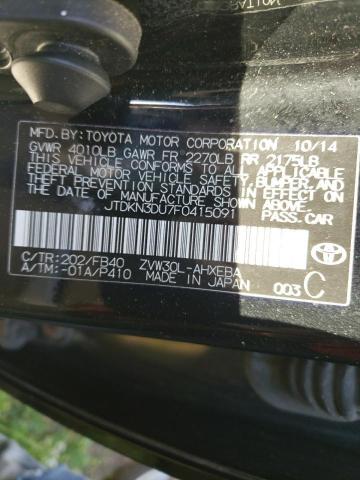 MFD.BY:TOYOTA MOTOR CORPORATION 10/14
GVWR 4010LB GAWR FR 2270LB RR 2175LB
THIS VEHICLE CONFORMS TO ALL APPLICABLE
FEDERAL MOTOR VEHICLE SAFETY, BUMPER, AND
THEFT PREVENTION STANDARDS IN EFFECT ON
THE DATE OF MANUFACTURE SHOWN ABOVE.
JTDKN3DU7F0415091 PASS.CAR
C/TR:202/FB40 ZVW30L-AHXEBA
A/TM:-01A/P410 MADE IN JAPAN 003 C
TOYOTA